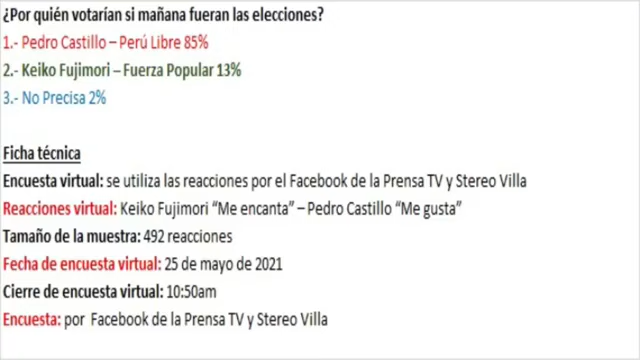 ¿Por quién votarían si mañana fueran las elecciones?
1.- Pedro Castillo – Perú Libre 85%
2.- Keiko Fujimori – Fuerza Popular 13%
3.- No Precisa 2%
Ficha técnica
Encuesta virtual: se utiliza las reacciones por el Facebook de la Prensa TV y Stereo Villa
Reacciones virtual: Keiko Fujimori “Me encanta” – Pedro Castillo “Me gusta”
Tamaño de la muestra: 492 reacciones
Fecha de encuesta virtual: 25 de mayo de 2021
Cierre de encuesta virtual: 10:50am
Encuesta: por Facebook de la Prensa TV y Stereo Villa